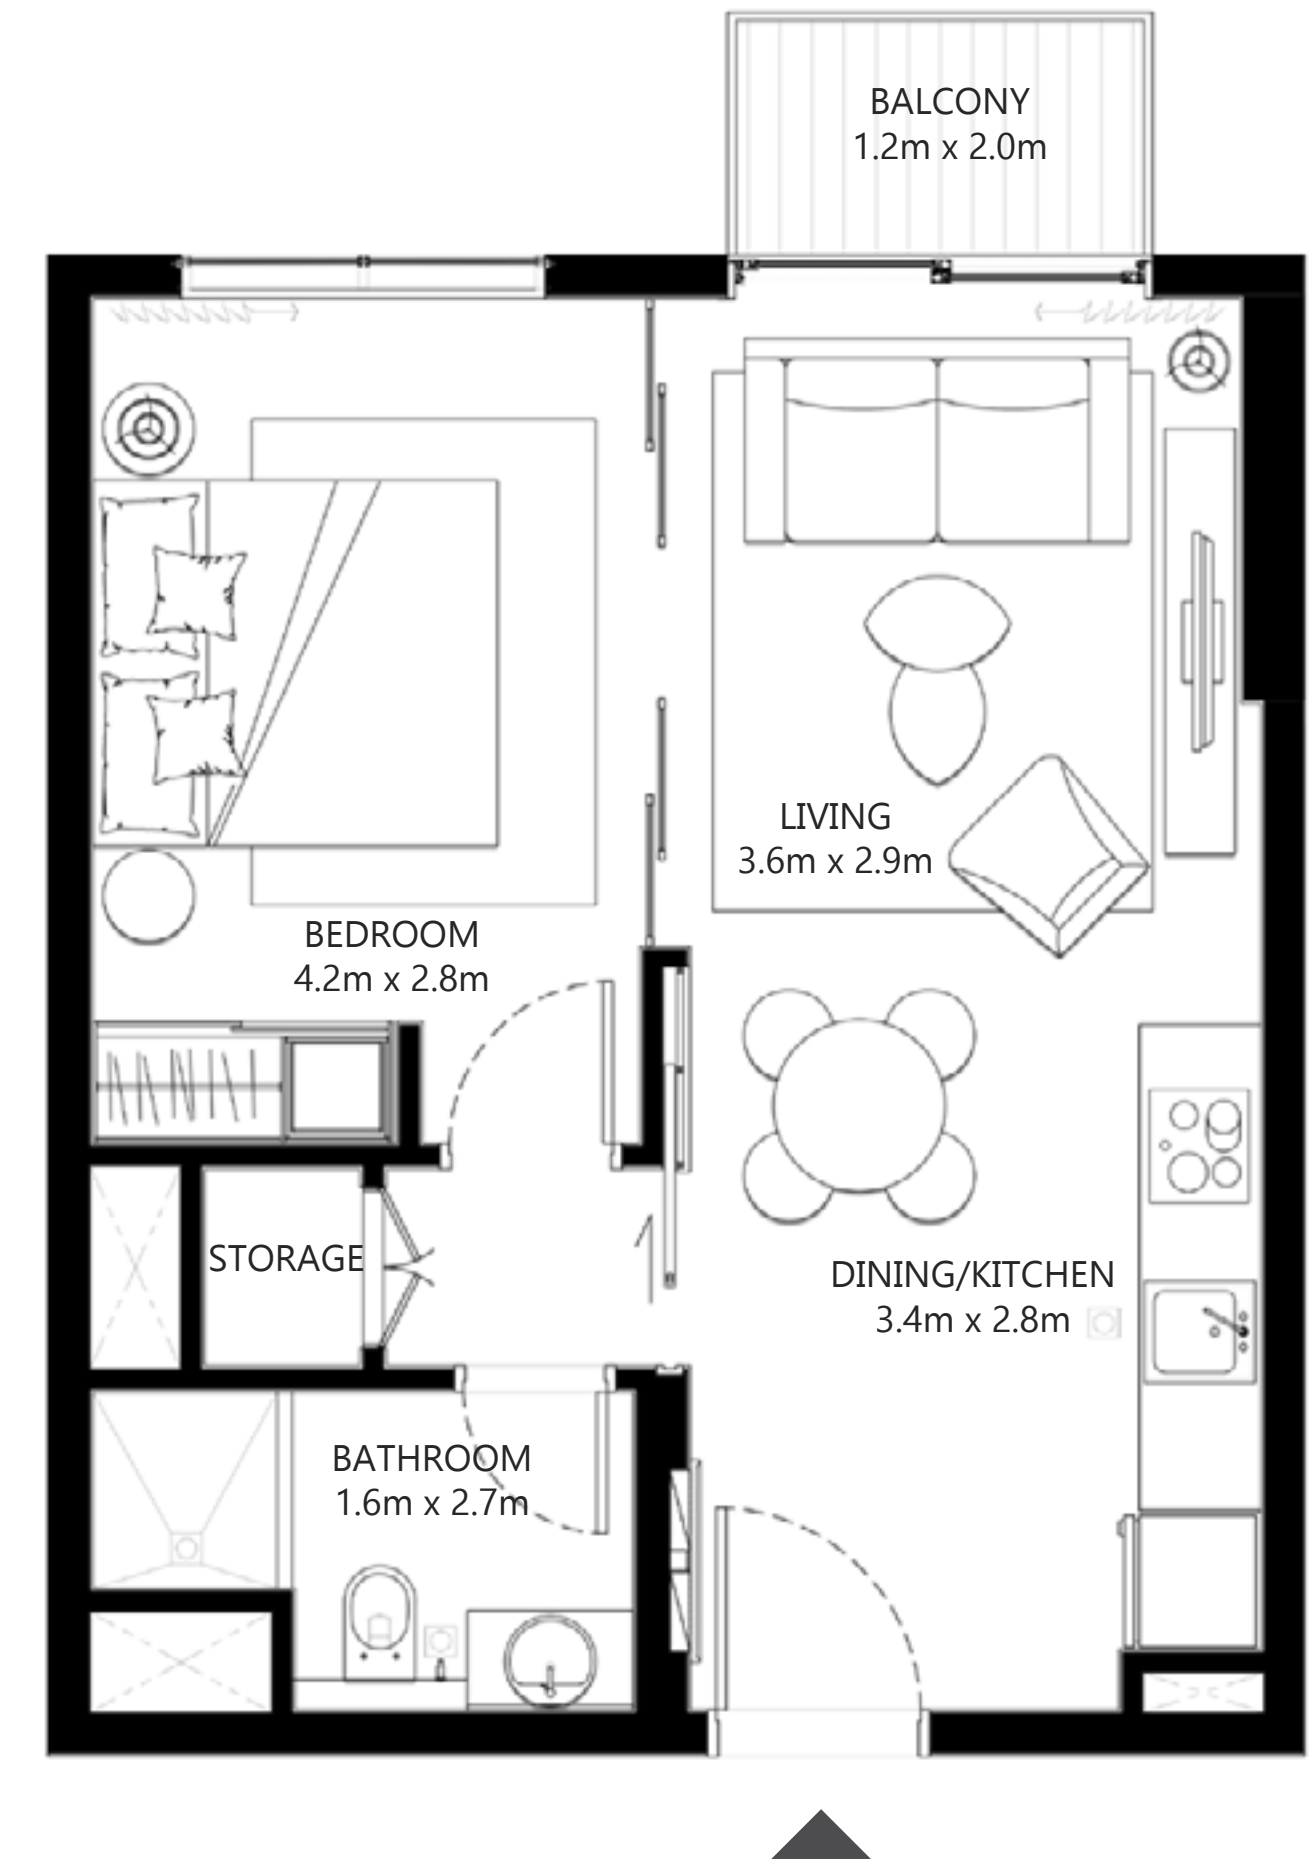 BALCONY
1.2m x 2.0m
LIVING
3.6m x 2.9m
BEDROOM
4.2m x 2.8m
STORAGE
DINING/KITCHEN
3.4m x 2.8m
BATHROOM
1.6m x 2.7m